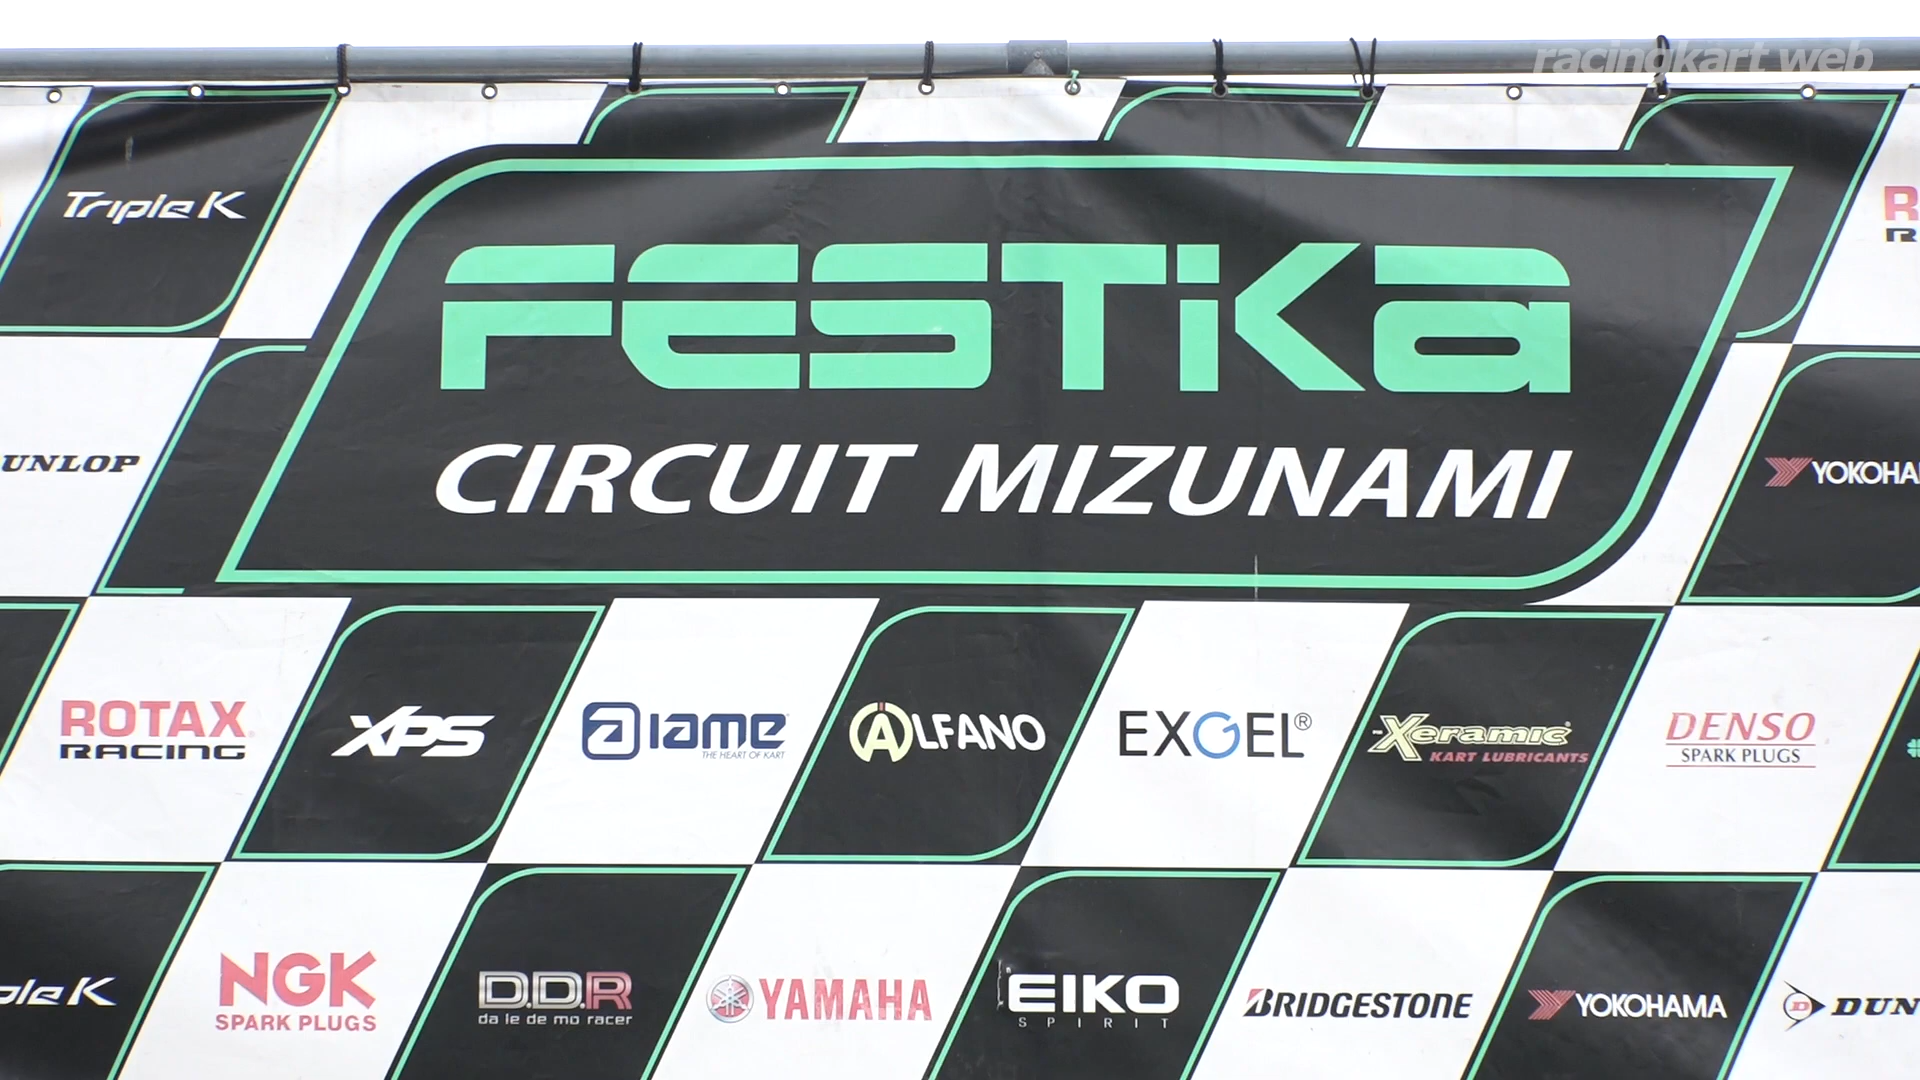 racingkart web
Triple K
FESTiKa
CIRCUIT MIZUNAMI
UNLOP
YOKOHA
ROTAX
RACING
XPS
IAME
THE HEART OF KART
ALFANO
EXGEL®
Xeramic®
KART LUBRICANTS
DENSO
SPARK PLUGS
ple K
NGK
SPARK PLUGS
D.D.R
da le de mo racer
YAMAHA
EIKO
SPIRIT
BRIDGESTONE
YOKOHAMA
DUN